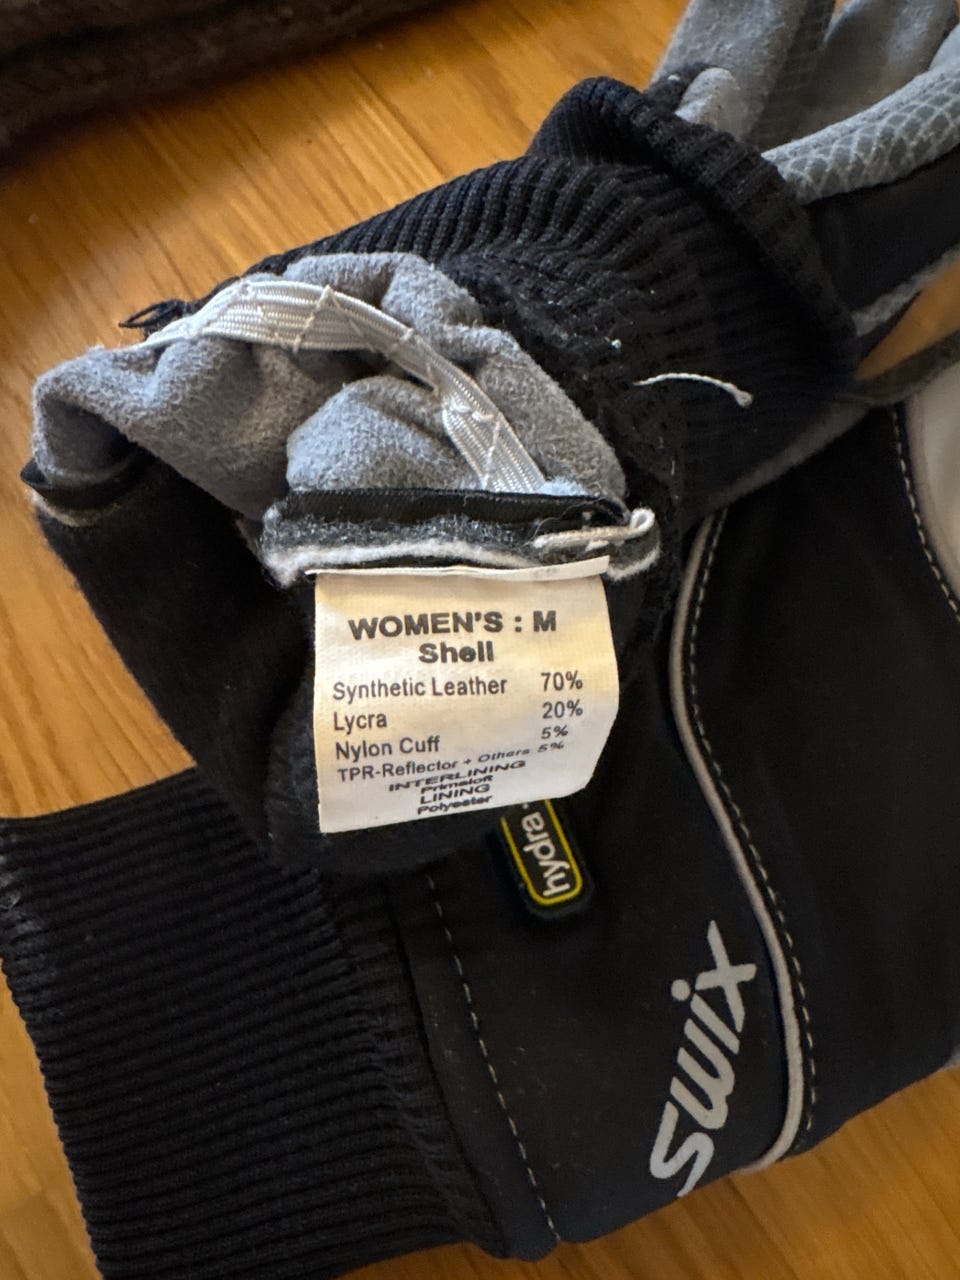 WOMEN'S : M
Shell
Synthetic Leather 70%
Lycra 20%
Nylon Cuff 5%
TPR-Reflector + Others 5%
INTERLINING
Primaloft
LINING
Polyester
hydra
Swix